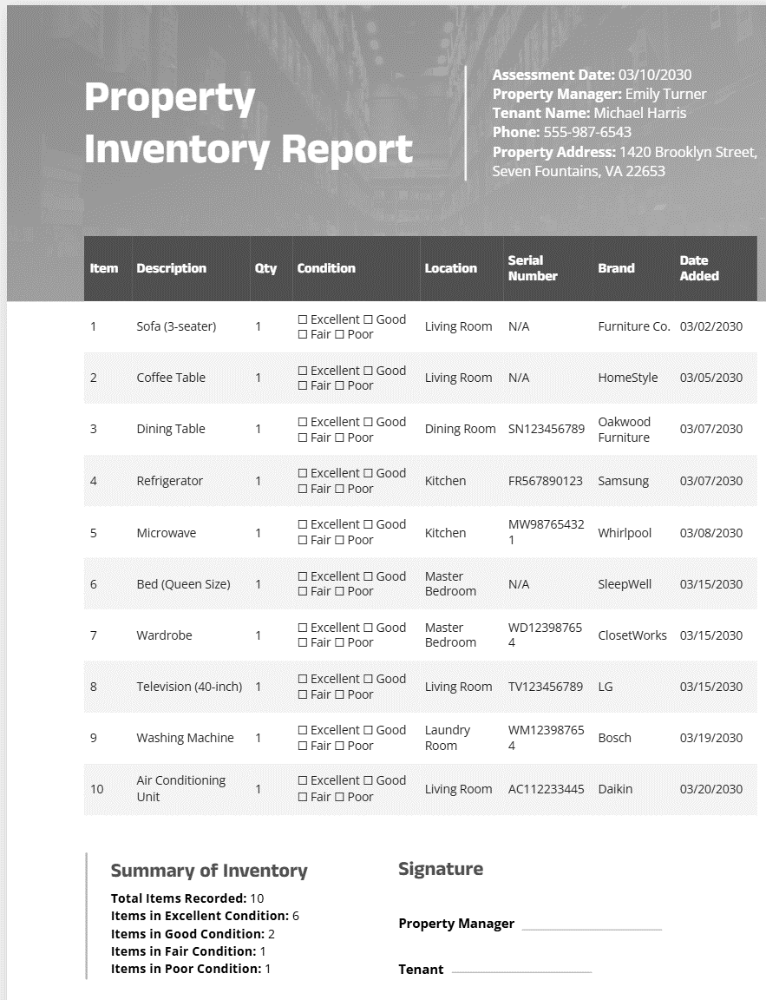 Property
Inventory Report
Assessment Date: 03/10/2030
Property Manager: Emily Turner
Tenant Name: Michael Harris
Phone: 555-987-6543
Property Address: 1420 Brooklyn Street,
Seven Fountains, VA 22653
Item Description Qty Condition Location Serial Number Brand Date Added
1 Sofa (3-seater) 1 ☐ Excellent ☐ Good ☐ Fair ☐ Poor Living Room N/A Furniture Co. 03/02/2030
2 Coffee Table 1 ☐ Excellent ☐ Good ☐ Fair ☐ Poor Living Room N/A HomeStyle 03/05/2030
3 Dining Table 1 ☐ Excellent ☐ Good ☐ Fair ☐ Poor Dining Room SN123456789 Oakwood Furniture 03/07/2030
4 Refrigerator 1 ☐ Excellent ☐ Good ☐ Fair ☐ Poor Kitchen FR567890123 Samsung 03/07/2030
5 Microwave 1 ☐ Excellent ☐ Good ☐ Fair ☐ Poor Kitchen MW987654321 Whirlpool 03/08/2030
6 Bed (Queen Size) 1 ☐ Excellent ☐ Good ☐ Fair ☐ Poor Master Bedroom N/A SleepWell 03/15/2030
7 Wardrobe 1 ☐ Excellent ☐ Good ☐ Fair ☐ Poor Master Bedroom WD123987654 ClosetWorks 03/15/2030
8 Television (40-inch) 1 ☐ Excellent ☐ Good ☐ Fair ☐ Poor Living Room TV123456789 LG 03/15/2030
9 Washing Machine 1 ☐ Excellent ☐ Good ☐ Fair ☐ Poor Laundry Room WM123987654 Bosch 03/19/2030
10 Air Conditioning Unit 1 ☐ Excellent ☐ Good ☐ Fair ☐ Poor Living Room AC112233445 Daikin 03/20/2030
Summary of Inventory
Total Items Recorded: 10
Items in Excellent Condition: 6
Items in Good Condition: 2
Items in Fair Condition: 1
Items in Poor Condition: 1
Signature
Property Manager
Tenant